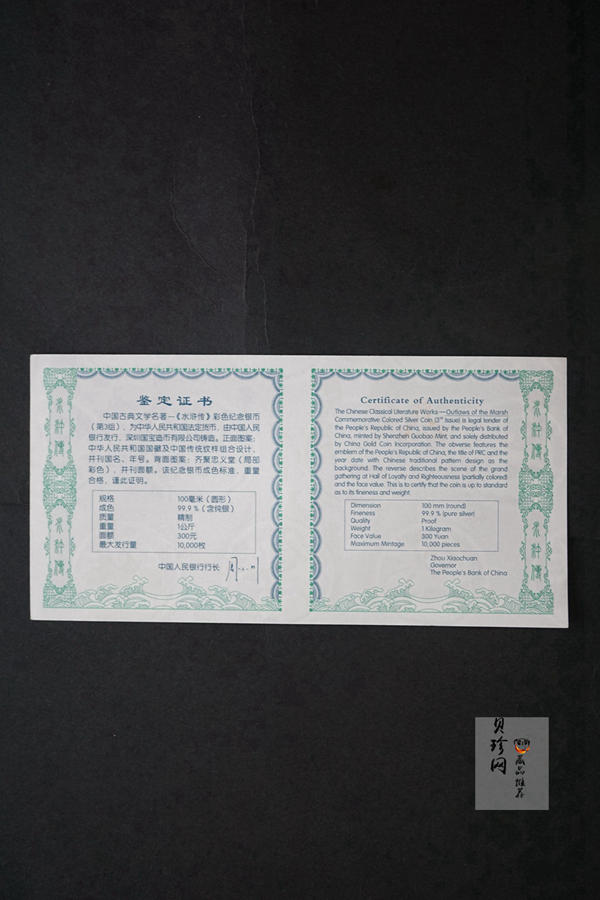 鉴定证书
中国古典文学名著—《水浒传》彩色纪念银币
(第3组)，为中华人民共和国法定货币，由中国人民
银行发行，深圳国宝造币有限公司铸造。正面图案：
中华人民共和国国徽及中国传统纹样组合设计，
并刊国名、年号。背面图案：齐聚忠义堂（局部
彩色），并刊面额。该纪念银币成色标准，重量
合格，谨此证明。
规格 100毫米（圆形）
成色 99.9％（含纯银）
质量 精制
重量 1公斤
面额 300元
最大发行量 10,000枚
中国人民银行行长
Certificate of Authenticity
The Chinese Classical Literature Works—Outlaws of the Marsh
Commemorative Colored Silver Coin (3rd Issue) is legal tender of
the People's Republic of China, issued by the People's Bank of
China, minted by Shenzhen Guobao Mint, and solely distributed
by China Gold Coin Incorporation. The obverse features the
emblem of the People's Republic of China, the title of PRC and the
year date with Chinese traditional pattern design as the
background. The reverse describes the scene of the grand
gathering at Hall of Loyalty and Righteousness (partially colored)
and the face value. This is to certify that the coin is up to standard
as to its fineness and weight.
Dimension 100 mm (round)
Fineness 99.9 % (pure silver)
Quality Proof
Weight 1 Kilogram
Face Value 300 Yuan
Maximum Mintage 10,000 pieces
Zhou Xiaochuan
Governor
The People's Bank of China
水浒传
水浒传
水浒传
水浒传
贝珍网
藏品推荐